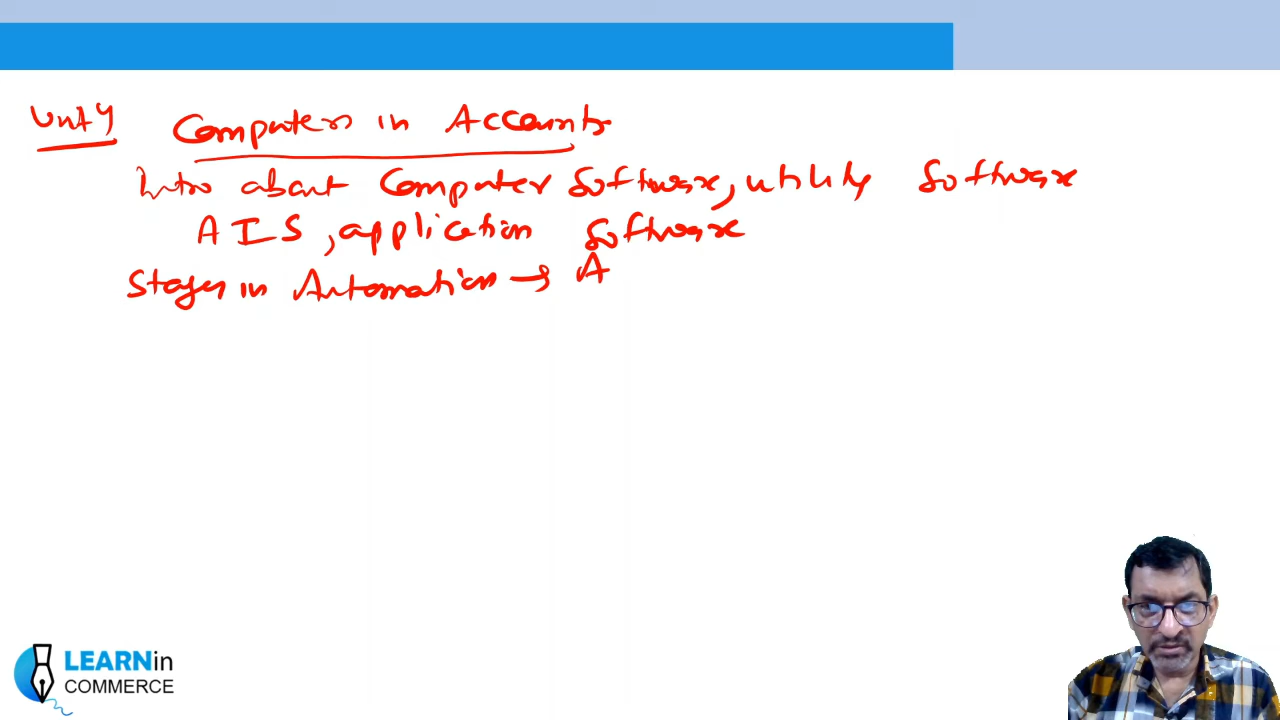 Unit 4 Computers in Accounts
Intro about Computer Software, utility Software
AIS, application Software
Stages in Automation → A
LEARNin
COMMERCE